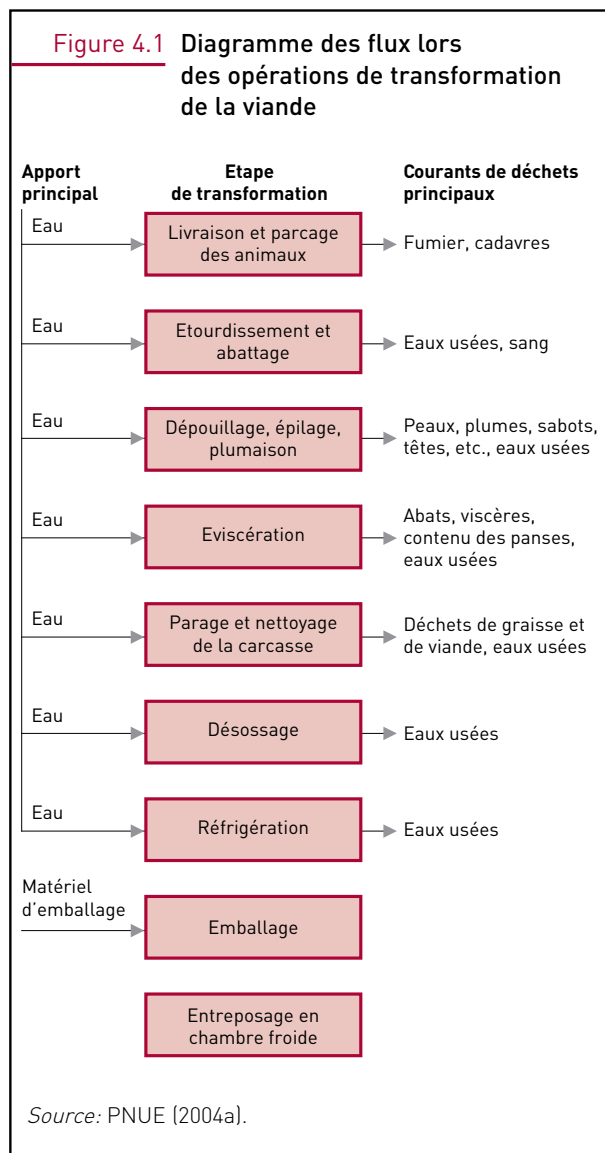 Figure 4.1 Diagramme des flux lors
des opérations de transformation
de la viande
Apport
principal
Etape
de transformation
Courants de déchets
principaux
Eau
Livraison et parcage
des animaux
Fumier, cadavres
Eau
Etourdissement et
abattage
Eaux usées, sang
Eau
Dépouillage, épilage,
plumaison
Peaux, plumes, sabots,
têtes, etc., eaux usées
Eau
Eviscération
Abats, viscères,
contenu des panses,
eaux usées
Eau
Parage et nettoyage
de la carcasse
Déchets de graisse et
de viande, eaux usées
Eau
Désossage
Eaux usées
Eau
Réfrigération
Eaux usées
Matériel
d'emballage
Emballage
Entreposage en
chambre froide
Source: PNUE (2004a).